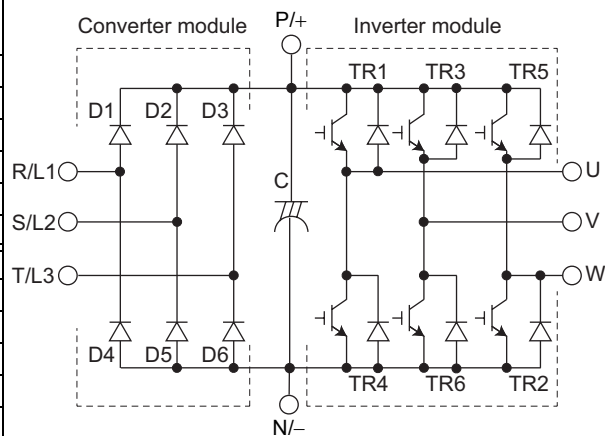 Converter module
P/+
Inverter module
TR1
TR3
TR5
D1
D2
D3
R/L1
U
C
S/L2
V
T/L3
W
D4
D5
D6
TR4
TR6
TR2
N/−